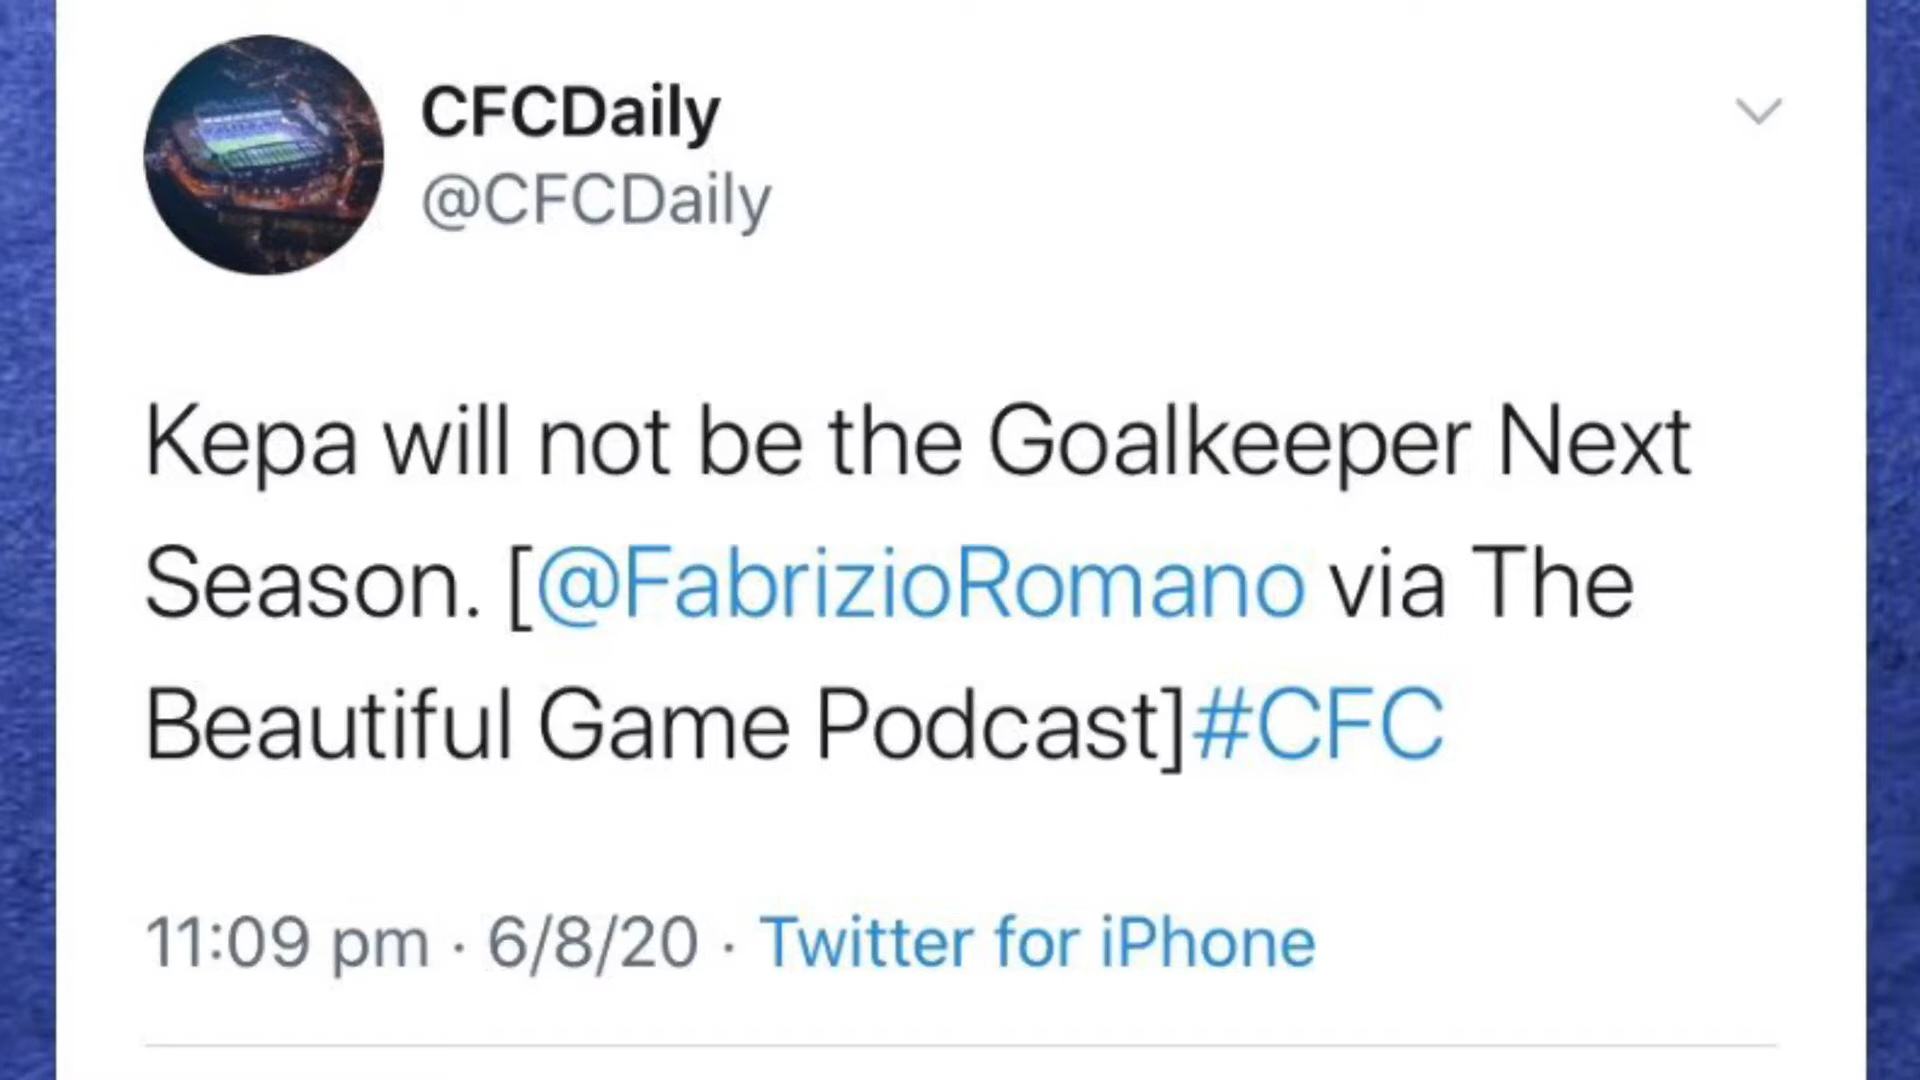 CFCDaily
@CFCDaily
Kepa will not be the Goalkeeper Next
Season. [@FabrizioRomano via The
Beautiful Game Podcast]#CFC
11:09 pm · 6/8/20 · Twitter for iPhone